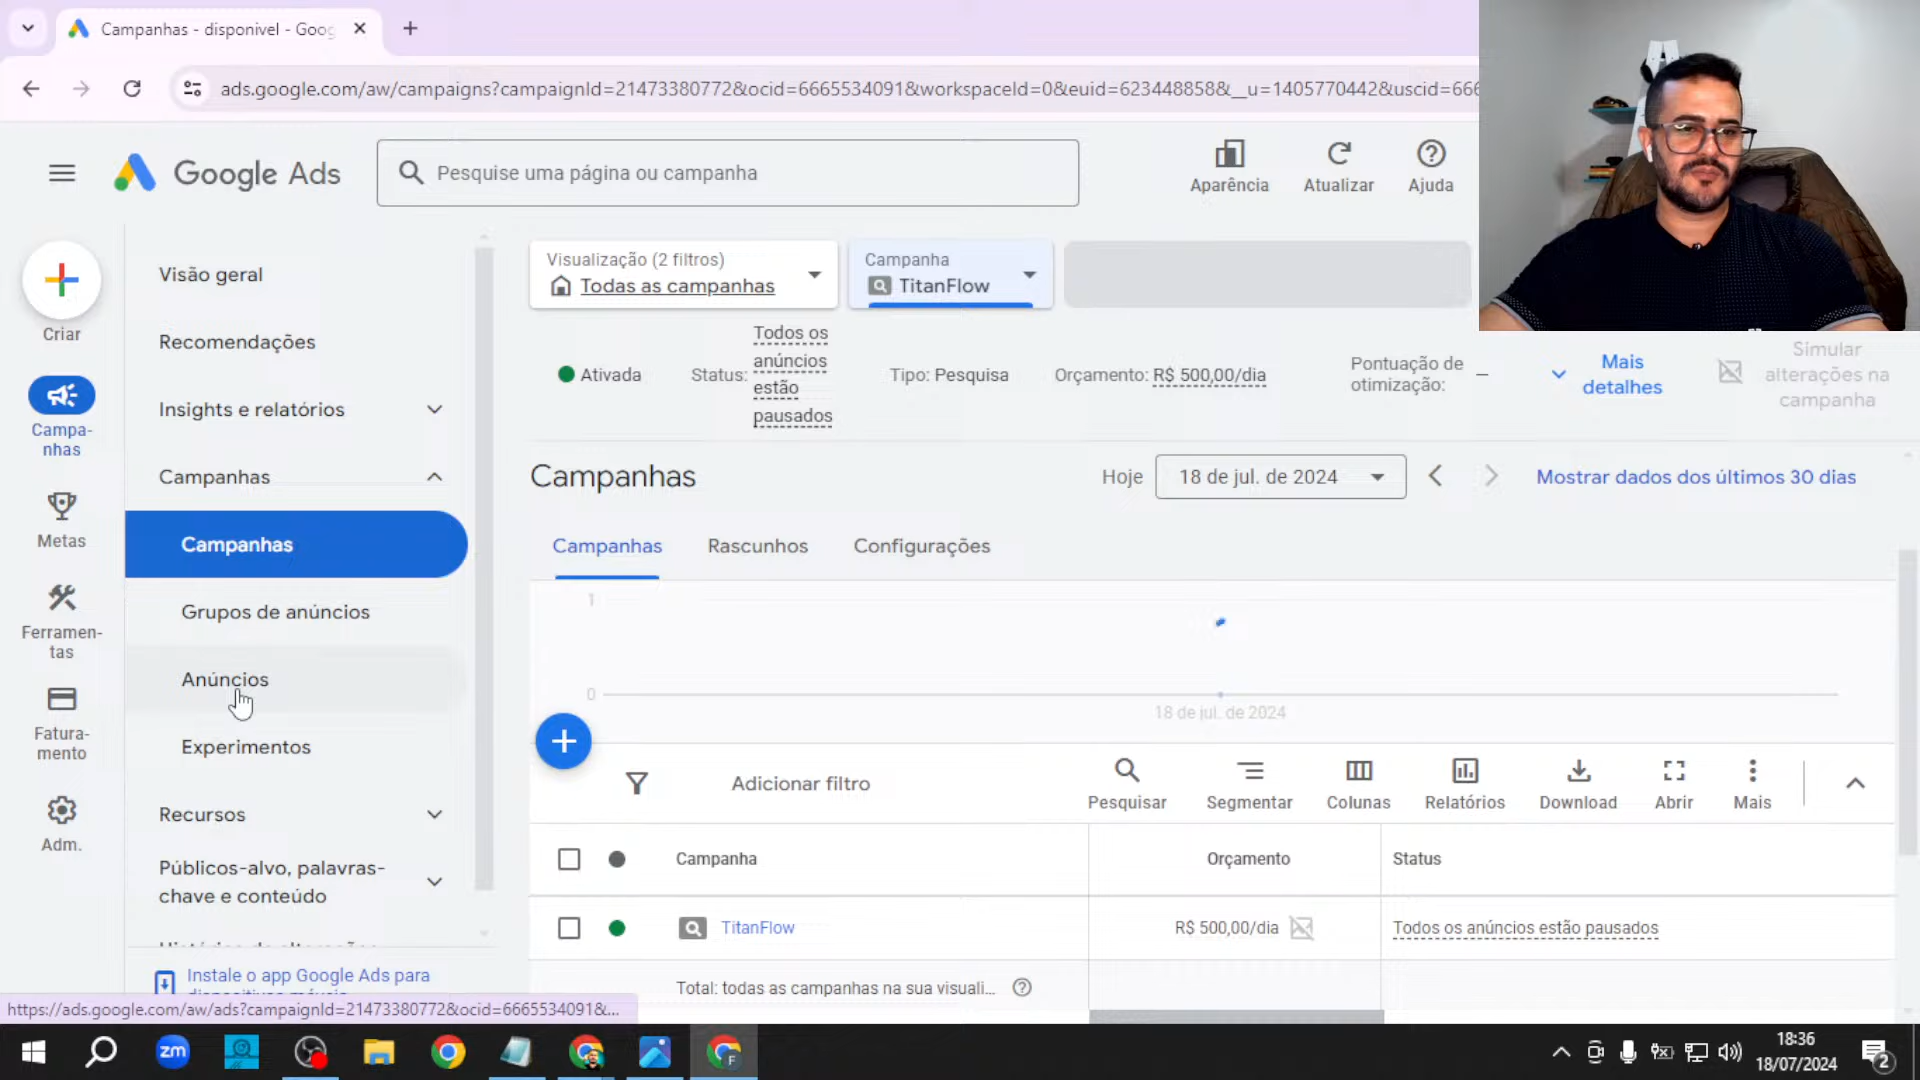 Campanhas - disponivel - Goog
ads.google.com/aw/campaigns?campaignId=21473380772&ocid=6665534091&workspaceId=0&euid=623448858&__u=1405770442&uscid=666
Google Ads
Pesquise uma página ou campanha
Aparência
Atualizar
Ajuda
Criar
Campa-
nhas
Metas
Ferramen-
tas
Fatura-
mento
Adm.
Visão geral
Recomendações
Insights e relatórios
Campanhas
Campanhas
Grupos de anúncios
Anúncios
Experimentos
Recursos
Públicos-alvo, palavras-
chave e conteúdo
Instale o app Google Ads para
https://ads.google.com/aw/ads?campaignId=21473380772&ocid=6665534091&...
Visualização (2 filtros)
Todas as campanhas
Campanha
TitanFlow
Ativada
Status:
Todos os
anúncios
estão
pausados
Tipo: Pesquisa
Orçamento: R$ 500,00/dia
Pontuação de
otimização:
–
Mais
detalhes
Simular
alterações na
campanha
Campanhas
Hoje
18 de jul. de 2024
Mostrar dados dos últimos 30 dias
Campanhas
Rascunhos
Configurações
1
0
18 de jul. de 2024
Adicionar filtro
Pesquisar
Segmentar
Colunas
Relatórios
Download
Abrir
Mais
Campanha
Orçamento
Status
TitanFlow
R$ 500,00/dia
Todos os anúncios estão pausados
Total: todas as campanhas na sua visuali...
zm
F
18:36
18/07/2024
2